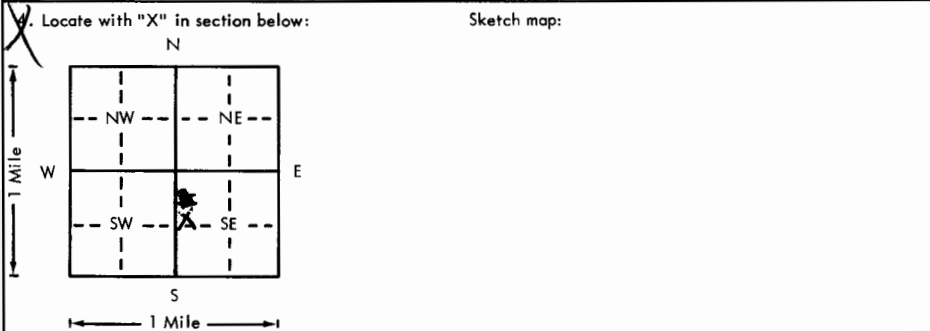 4. Locate with "X" in section below:
Sketch map:
N
NW
NE
1 Mile
W
E
SW
X
SE
S
1 Mile